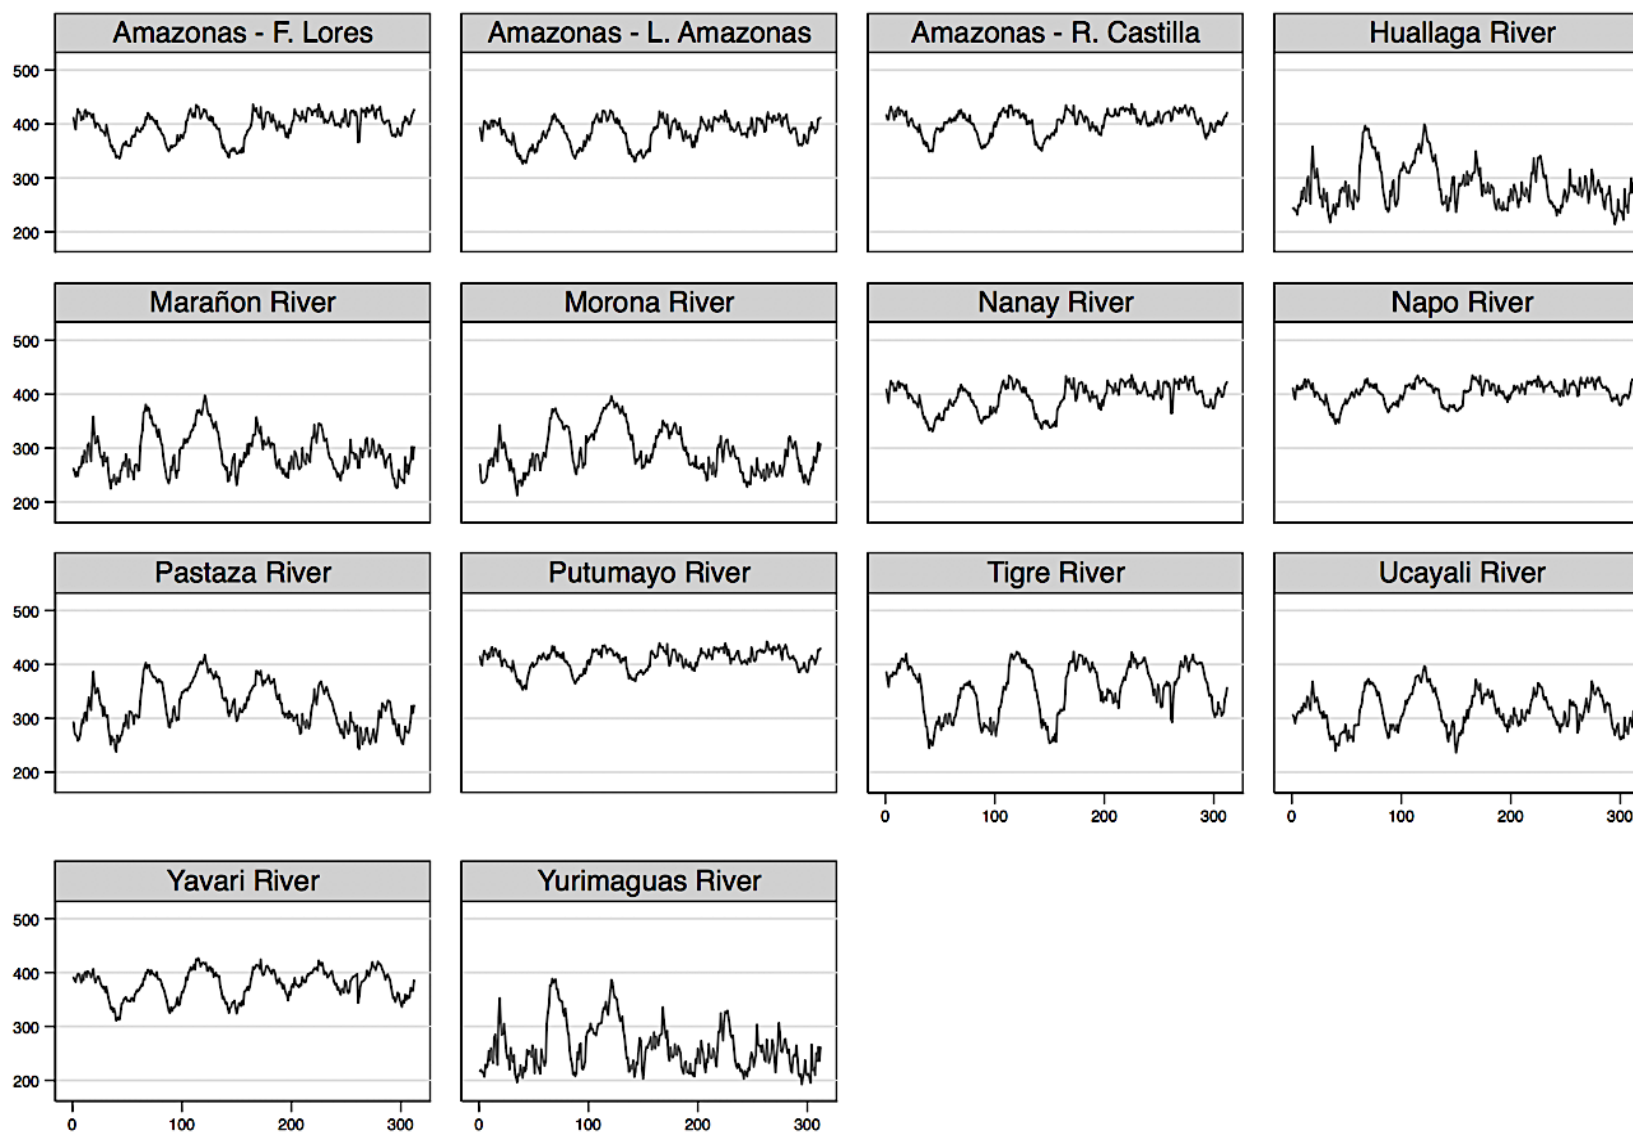 Amazonas - F. Lores
Amazonas - L. Amazonas
Amazonas - R. Castilla
Huallaga River
500
400
300
200
Marañon River
Morona River
Nanay River
Napo River
500
400
300
200
Pastaza River
Putumayo River
Tigre River
Ucayali River
500
400
300
200
0 100 200 300
0 100 200 300
Yavari River
Yurimaguas River
500
400
300
200
0 100 200 300
0 100 200 300